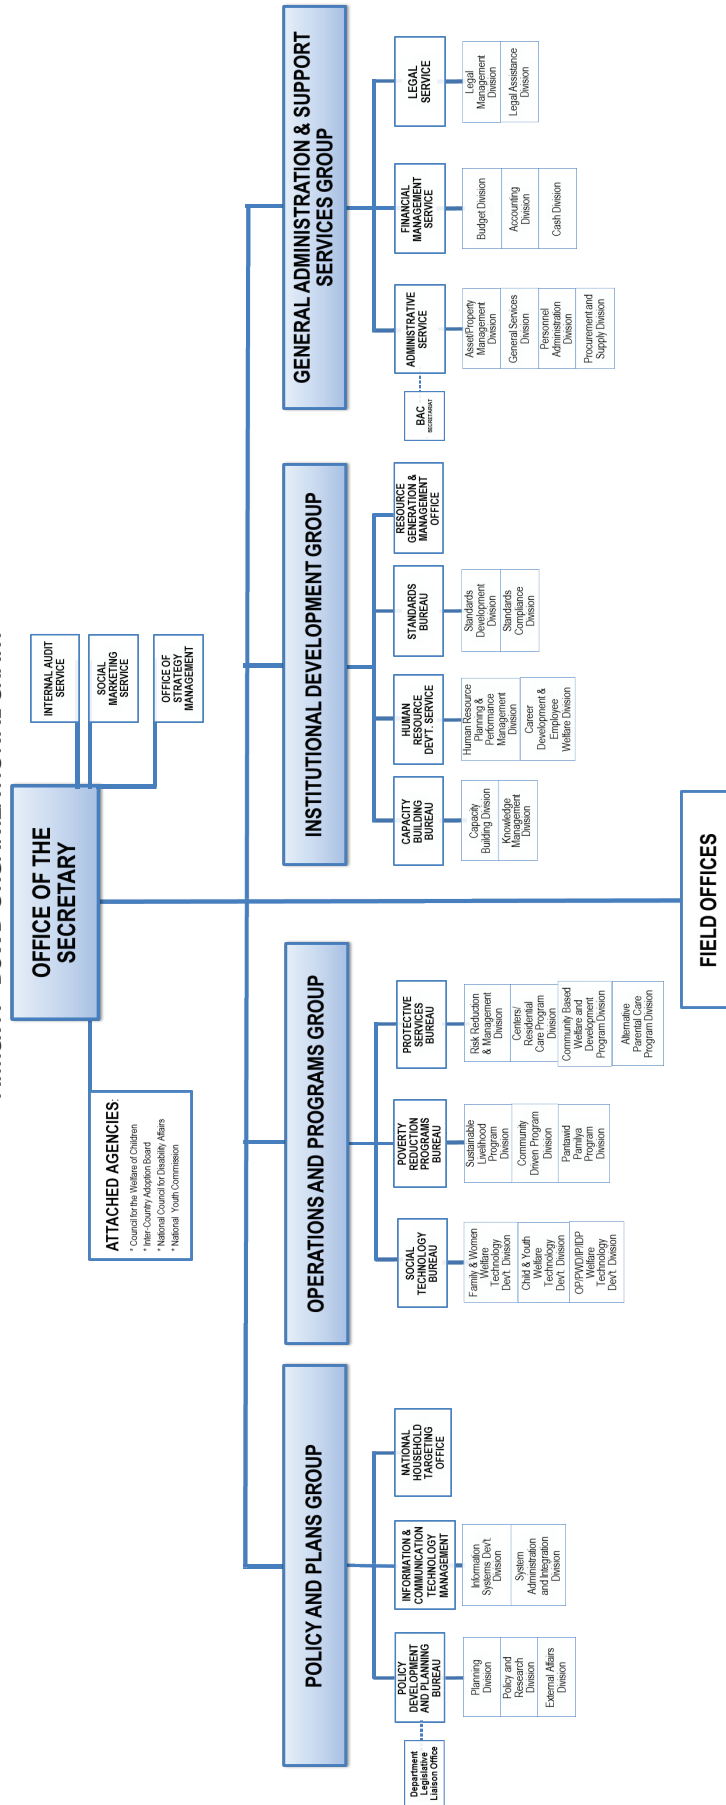 OFFICE OF THE
SECRETARY
INTERNAL AUDIT
SERVICE
SOCIAL
MARKETING
SERVICE
OFFICE OF
STRATEGY
MANAGEMENT
ATTACHED AGENCIES:
* Council for the Welfare of Children
* Inter-Country Adoption Board
* National Council for Disability Affairs
* National Youth Commission
POLICY AND PLANS GROUP
Department
Legislative
Liaison Office
POLICY
DEVELOPMENT
AND PLANNING
BUREAU
Planning
Division
Policy and
Research
Division
External Affairs
Division
INFORMATION &
COMMUNICATION
TECHNOLOGY
MANAGEMENT
Information
Systems Dev't.
Division
System
Administration
and Integration
Division
NATIONAL
HOUSEHOLD
TARGETING
OFFICE
OPERATIONS AND PROGRAMS GROUP
SOCIAL
TECHNOLOGY
BUREAU
Family & Women
Welfare
Technology
Dev't. Division
Child & Youth
Welfare
Technology
Dev't. Division
OP/PWD/IP/IDP
Welfare
Technology
Dev't. Division
POVERTY
REDUCTION
PROGRAMS
BUREAU
Sustainable
Livelihood
Program
Division
Community
Driven Program
Division
Pantawid
Pamilya
Program
Division
PROTECTIVE
SERVICES
BUREAU
Risk Reduction
& Management
Division
Centers/
Residential
Care Program
Division
Community Based
Welfare and
Development
Program Division
Alternative
Parental Care
Program Division
INSTITUTIONAL DEVELOPMENT GROUP
CAPACITY
BUILDING
BUREAU
Capacity
Building Division
Knowledge
Management
Division
HUMAN
RESOURCE
DEV'T. SERVICE
Human Resource
Planning &
Performance
Management
Division
Career
Development &
Employee
Welfare Division
STANDARDS
BUREAU
Standards
Development
Division
Standards
Compliance
Division
RESOURCE
GENERATION &
MANAGEMENT
OFFICE
GENERAL ADMINISTRATION & SUPPORT
SERVICES GROUP
BAC
SECRETARIAT
ADMINISTRATIVE
SERVICE
Asset/Property
Management
Division
General Services
Division
Personnel
Administration
Division
Procurement and
Supply Division
FINANCIAL
MANAGEMENT
SERVICE
Budget Division
Accounting
Division
Cash Division
LEGAL
SERVICE
Legal
Management
Division
Legal Assistance
Division
FIELD OFFICES